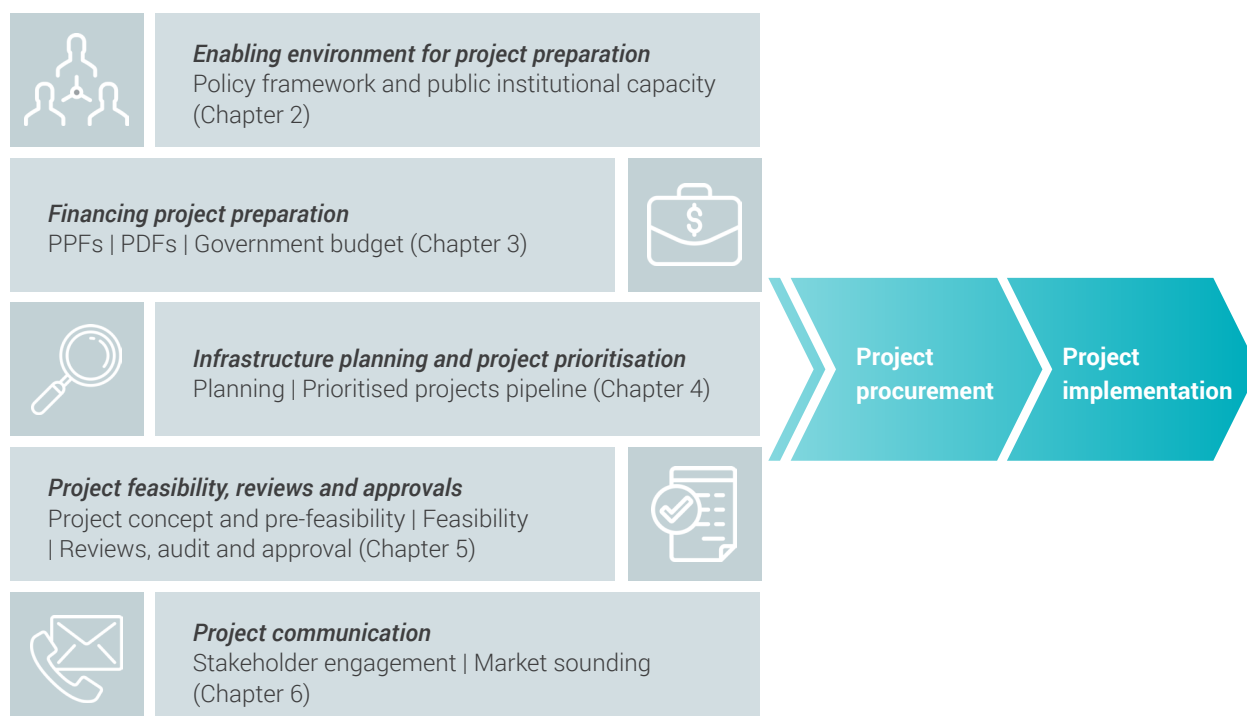 Enabling environment for project preparation
Policy framework and public institutional capacity
(Chapter 2)
Financing project preparation
PPFs | PDFs | Government budget (Chapter 3)
$
Infrastructure planning and project prioritisation
Planning | Prioritised projects pipeline (Chapter 4)
Project feasibility, reviews and approvals
Project concept and pre-feasibility | Feasibility
| Reviews, audit and approval (Chapter 5)
Project communication
Stakeholder engagement | Market sounding
(Chapter 6)
Project
procurement
Project
implementation